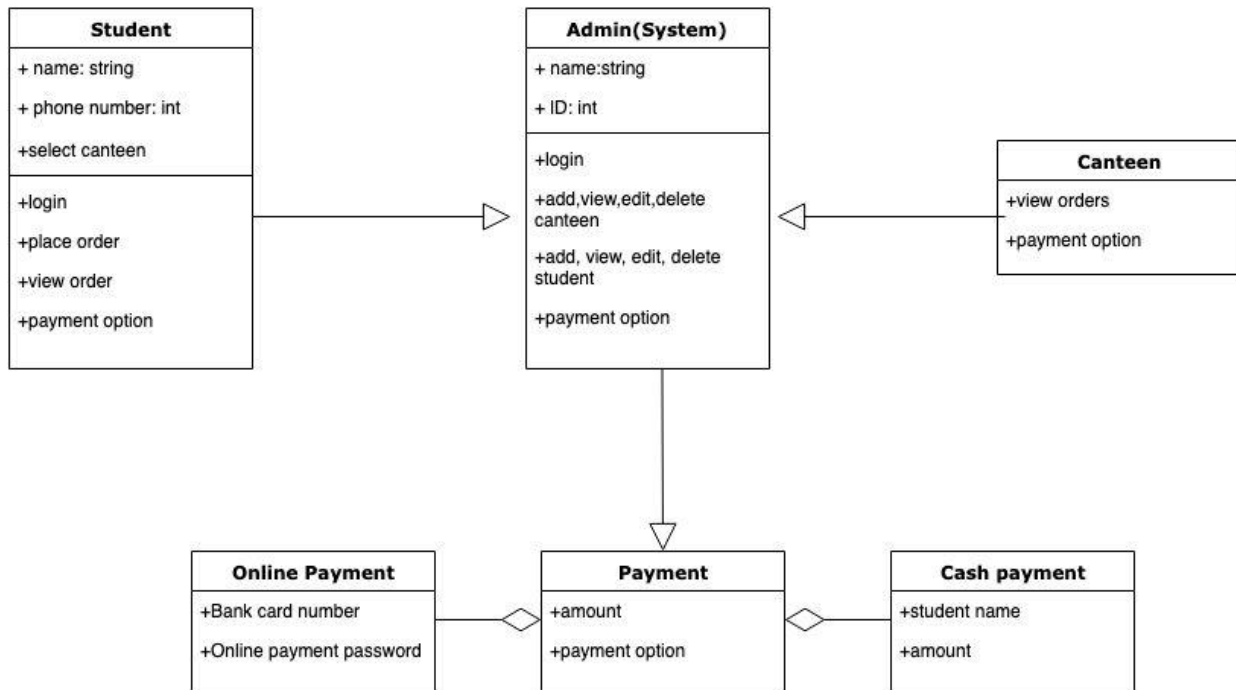 Student
+ name: string
+ phone number: int
+select canteen
+login
+place order
+view order
+payment option
Admin(System)
+ name:string
+ ID: int
+login
+add,view,edit,delete
canteen
+add, view, edit, delete
student
+payment option
Canteen
+view orders
+payment option
Online Payment
+Bank card number
+Online payment password
Payment
+amount
+payment option
Cash payment
+student name
+amount